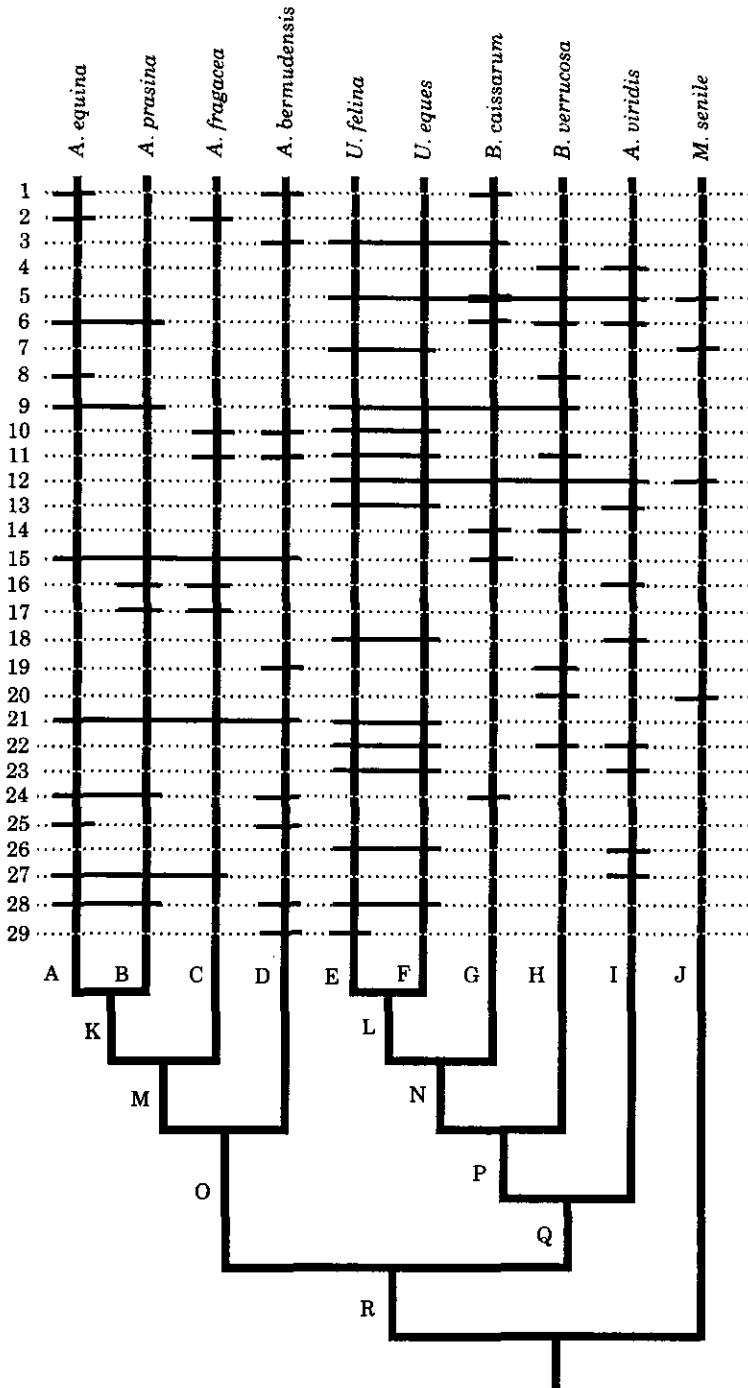 A. equina
A. prasina
A. fragacea
A. bermudensis
U. felina
U. eques
B. caissarum
B. verrucosa
A. viridis
M. senile
1
2
3
4
5
6
7
8
9
10
11
12
13
14
15
16
17
18
19
20
21
22
23
24
25
26
27
28
29
A B C D E F G H I J
K L
M N
P
O
Q
R